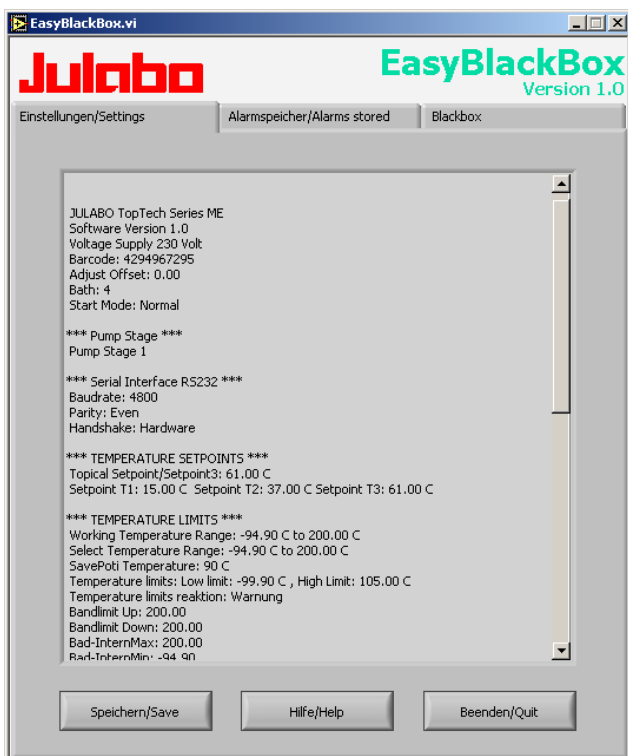 EasyBlackBox.vi
Julabo
EasyBlackBox
Version 1.0
Einstellungen/Settings
Alarmspeicher/Alarms stored
Blackbox
JULABO TopTech Series ME
Software Version 1.0
Voltage Supply 230 Volt
Barcode: 4294967295
Adjust Offset: 0.00
Bath: 4
Start Mode: Normal
*** Pump Stage ***
Pump Stage 1
*** Serial Interface RS232 ***
Baudrate: 4800
Parity: Even
Handshake: Hardware
*** TEMPERATURE SETPOINTS ***
Topical Setpoint/Setpoint3: 61.00 C
Setpoint T1: 15.00 C Setpoint T2: 37.00 C Setpoint T3: 61.00 C
*** TEMPERATURE LIMITS ***
Working Temperature Range: -94.90 C to 200.00 C
Select Temperature Range: -94.90 C to 200.00 C
SavePoti Temperature: 90 C
Temperature limits: Low limit: -99.90 C , High Limit: 105.00 C
Temperature limits reaktion: Warnung
Bandlimit Up: 200.00
Bandlimit Down: 200.00
Bad-InternMax: 200.00
Bad-InternMin: -94.90
Speichern/Save
Hilfe/Help
Beenden/Quit